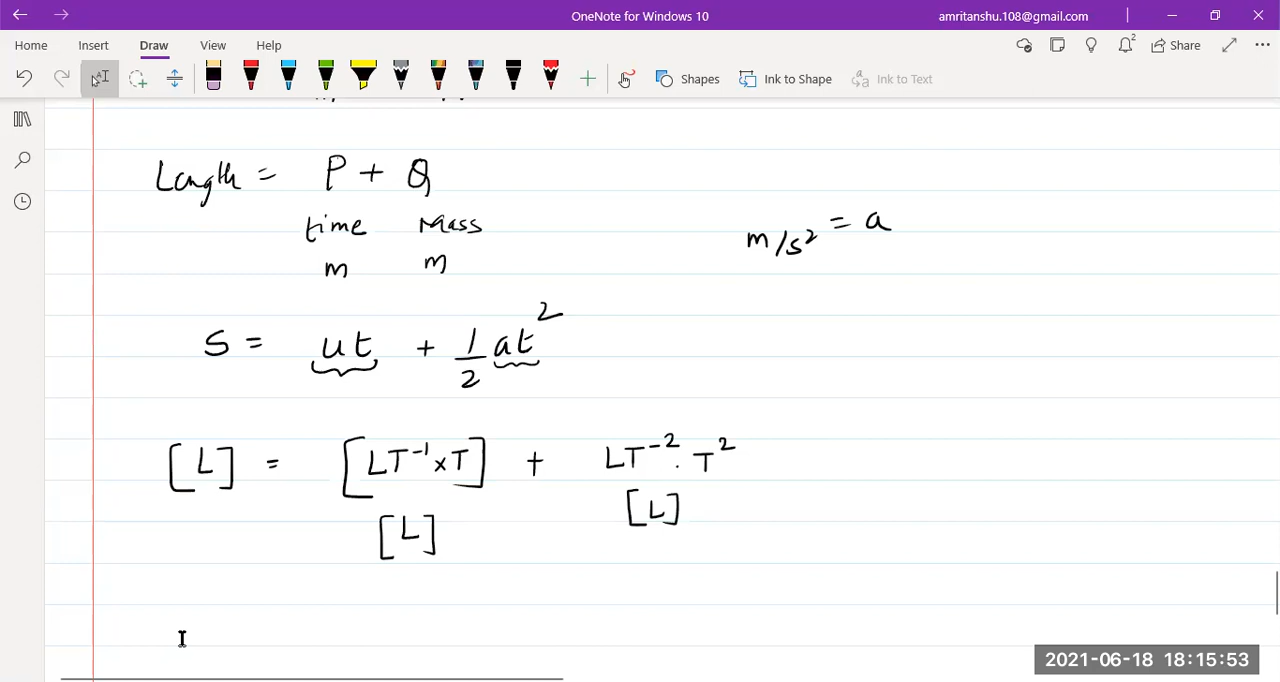 OneNote for Windows 10
amritanshu.108@gmail.com
Home Insert Draw View Help
Share
Shapes Ink to Shape Ink to Text
Length = P + Q
time Mass
m/s² = a
m m
S = ut + 1/2 at²
[L] = [LT⁻¹×T] + LT⁻² . T²
[L] [L]
2021-06-18 18:15:53